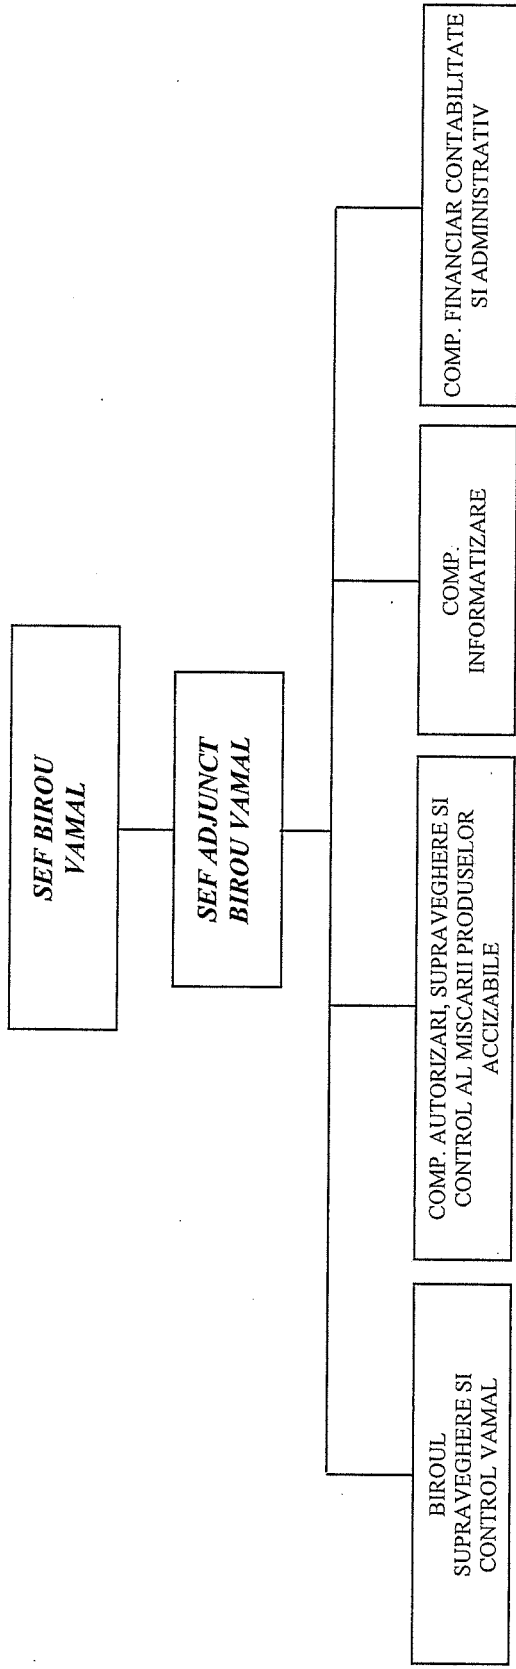 SEF BIROU
VAMAL
SEF ADJUNCT
BIROU VAMAL
BIROUL
SUPRAVEGHERE SI
CONTROL VAMAL
COMP. AUTORIZARI, SUPRAVEGHERE SI
CONTROL AL MISCARII PRODUSELOR
ACCIZABILE
COMP.
INFORMATIZARE
COMP. FINANCIAR CONTABILITATE
SI ADMINISTRATIV